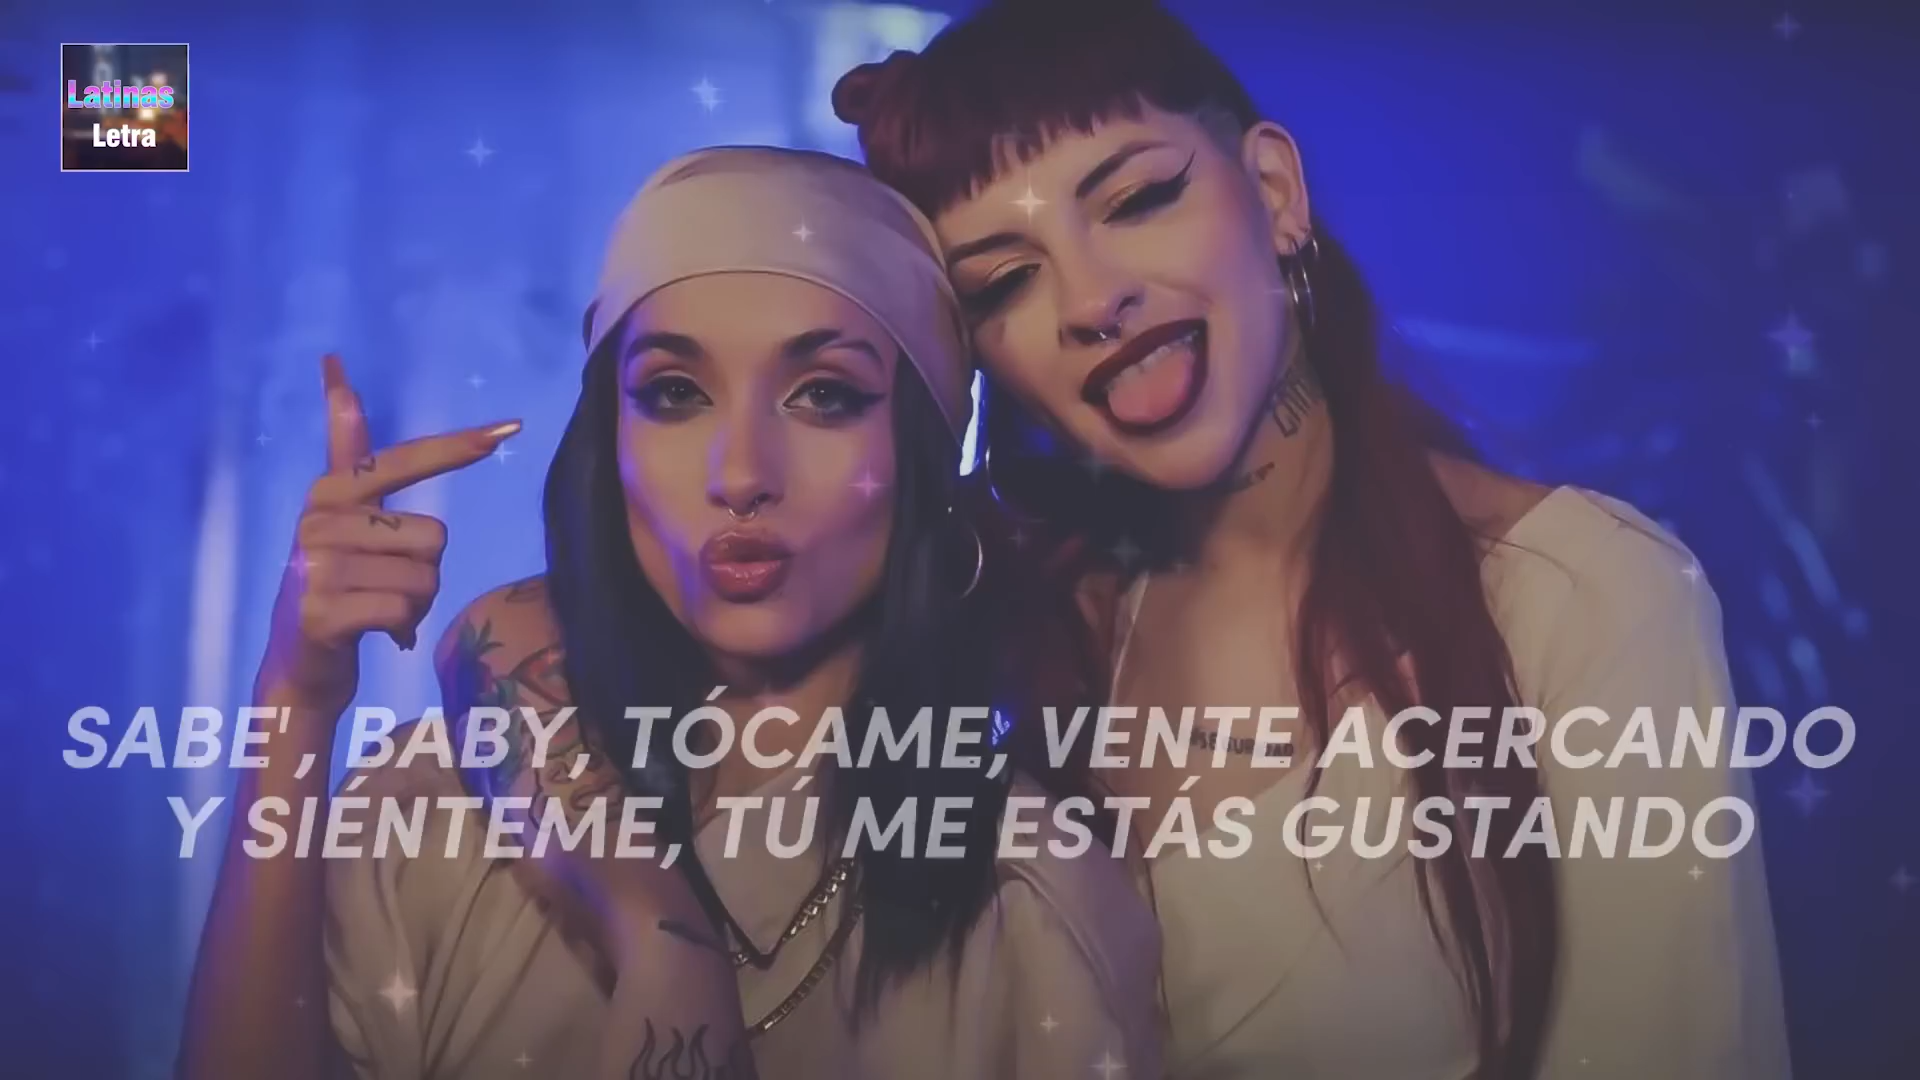 Latinas
Letra
SABE', BABY, TÓCAME, VENTE ACERCANDO
Y SIÉNTEME, TÚ ME ESTÁS GUSTANDO